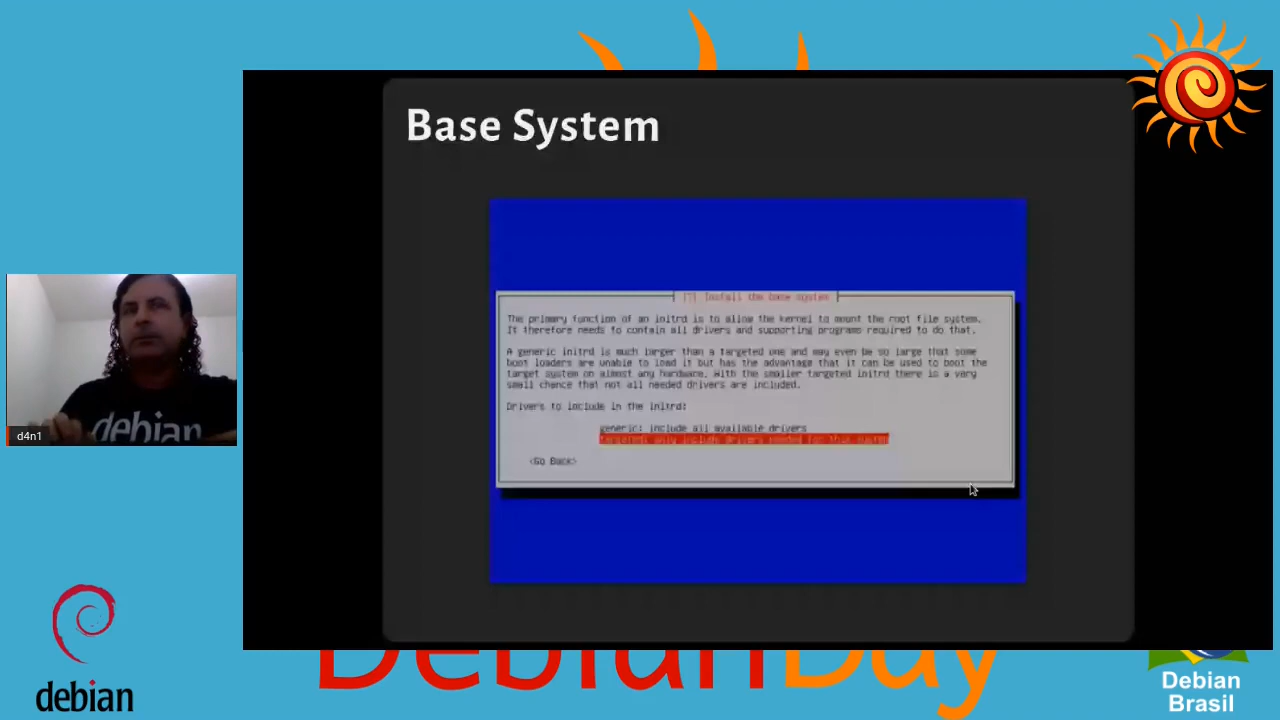 Base System
[?] Install the base system
The primary function of an initrd is to allow the kernel to mount the root file system.
It therefore needs to contain all drivers and supporting programs required to do that.
A generic initrd is much larger than a targeted one and may even be so large that some
boot loaders are unable to load it but has the advantage that it can be used to boot the
target system on almost any hardware. With the smaller targeted initrd there is a very
small chance that not all needed drivers are included.
Drivers to include in the initrd:
generic: include all available drivers
targeted: only include drivers needed for this system
<Go Back>
debian
d4n1
debian
DebianDay
Debian
Brasil